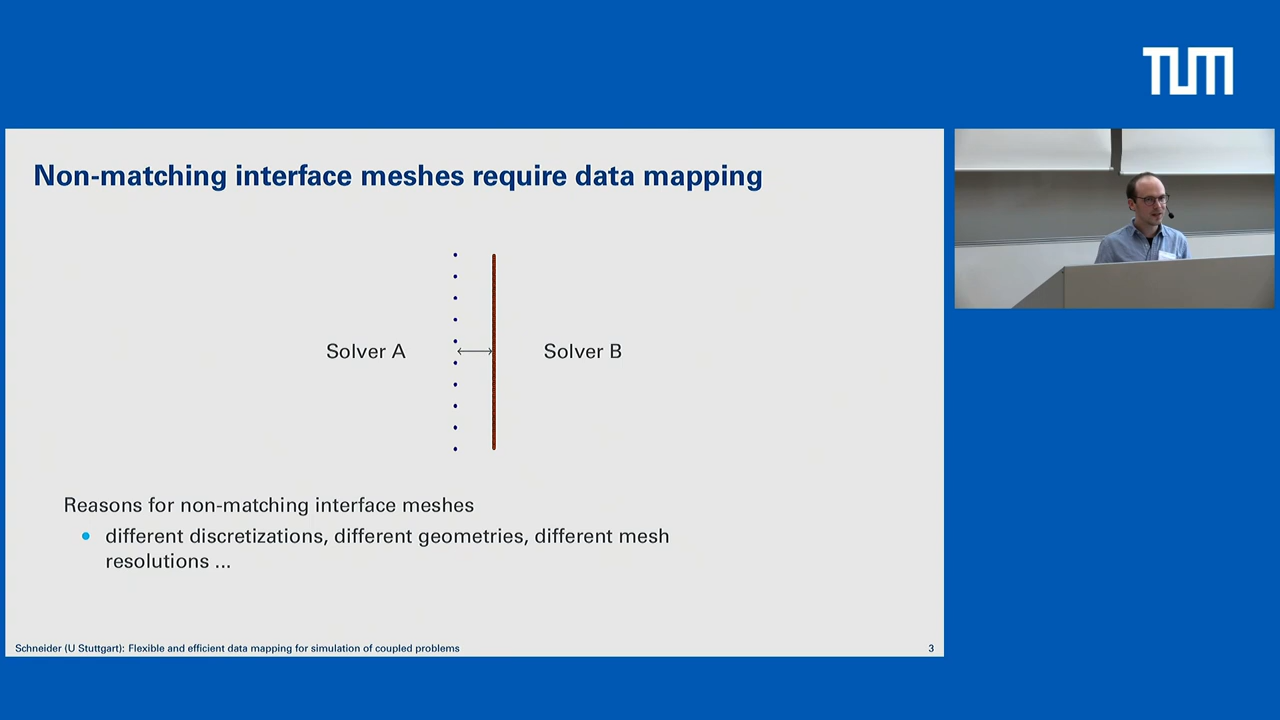 TUM
Non-matching interface meshes require data mapping
Solver A
Solver B
Reasons for non-matching interface meshes
different discretizations, different geometries, different mesh
resolutions ...
Schneider (U Stuttgart): Flexible and efficient data mapping for simulation of coupled problems
3